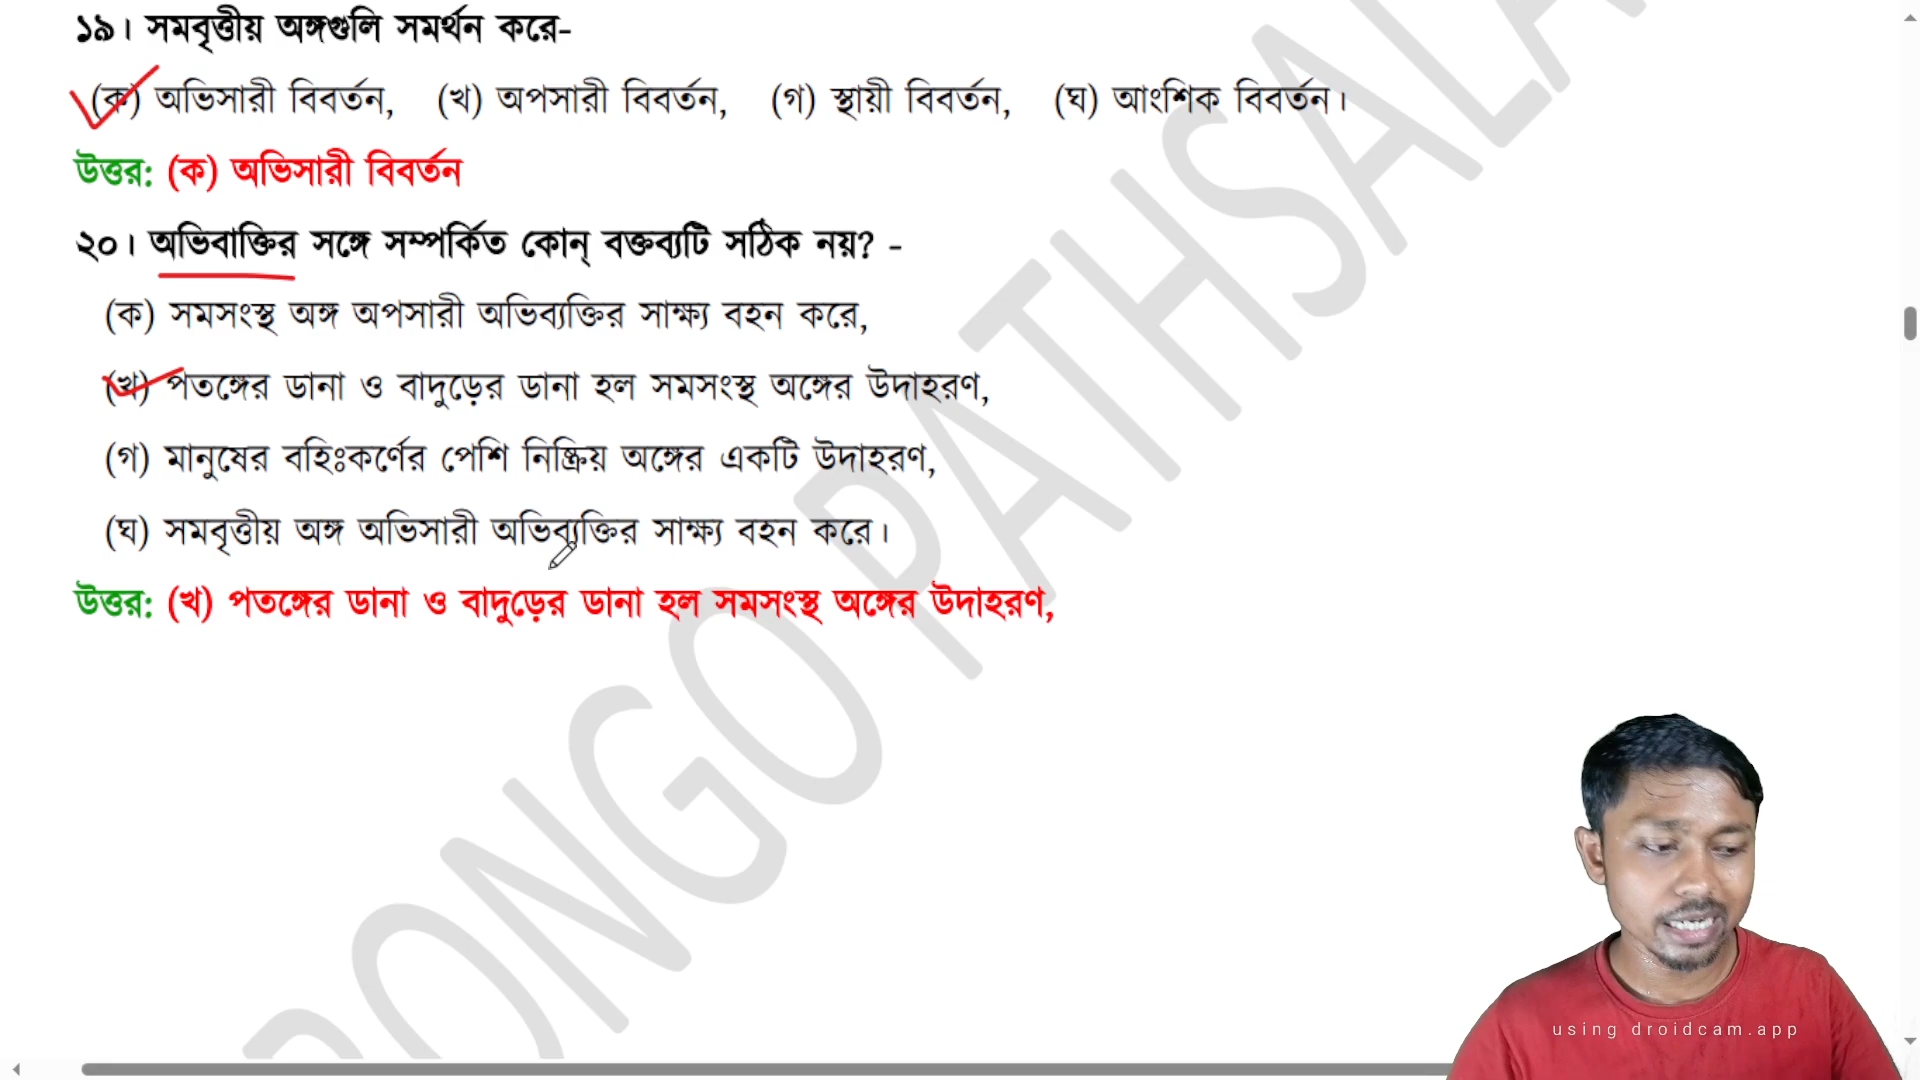 ১৯। সমবৃত্তীয় অঙ্গগুলি সমর্থন করে-
(ক) অভিসারী বিবর্তন, (খ) অপসারী বিবর্তন, (গ) স্থায়ী বিবর্তন, (ঘ) আংশিক বিবর্তন।
উত্তর: (ক) অভিসারী বিবর্তন
২০। অভিবাক্তির সঙ্গে সম্পর্কিত কোন্ বক্তব্যটি সঠিক নয়? -
(ক) সমসংস্থ অঙ্গ অপসারী অভিব্যক্তির সাক্ষ্য বহন করে,
(খ) পতঙ্গের ডানা ও বাদুড়ের ডানা হল সমসংস্থ অঙ্গের উদাহরণ,
(গ) মানুষের বহিঃকর্ণের পেশি নিষ্ক্রিয় অঙ্গের একটি উদাহরণ,
(ঘ) সমবৃত্তীয় অঙ্গ অভিসারী অভিব্যক্তির সাক্ষ্য বহন করে।
উত্তর: (খ) পতঙ্গের ডানা ও বাদুড়ের ডানা হল সমসংস্থ অঙ্গের উদাহরণ,
BONGO PATHSALA
using droidcam.app